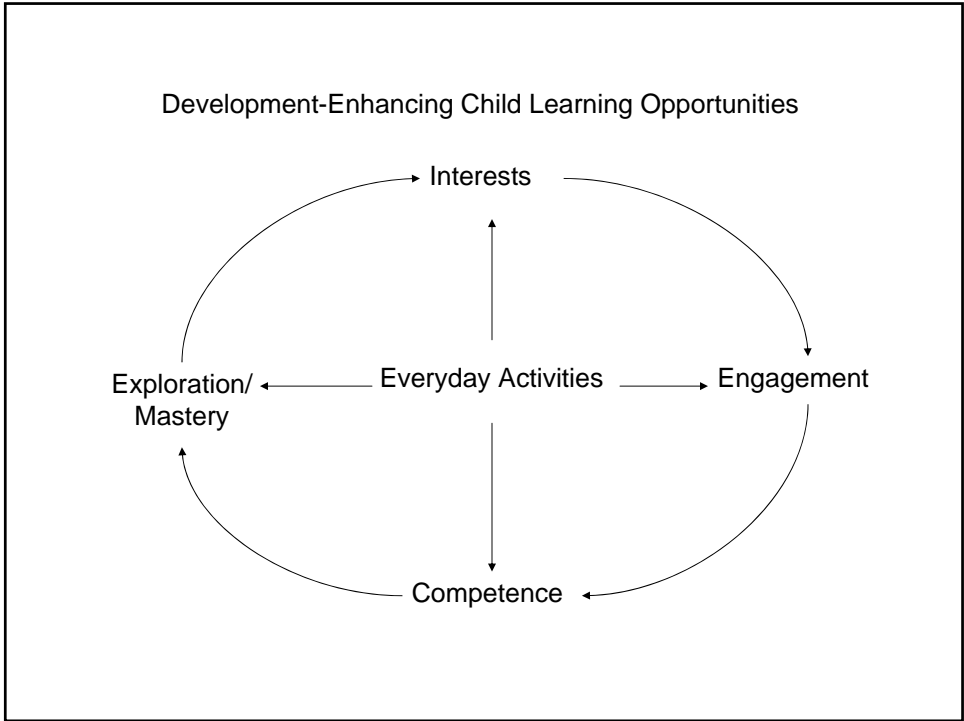 Development-Enhancing Child Learning Opportunities
Interests
Exploration/
Mastery
Everyday Activities
Engagement
Competence